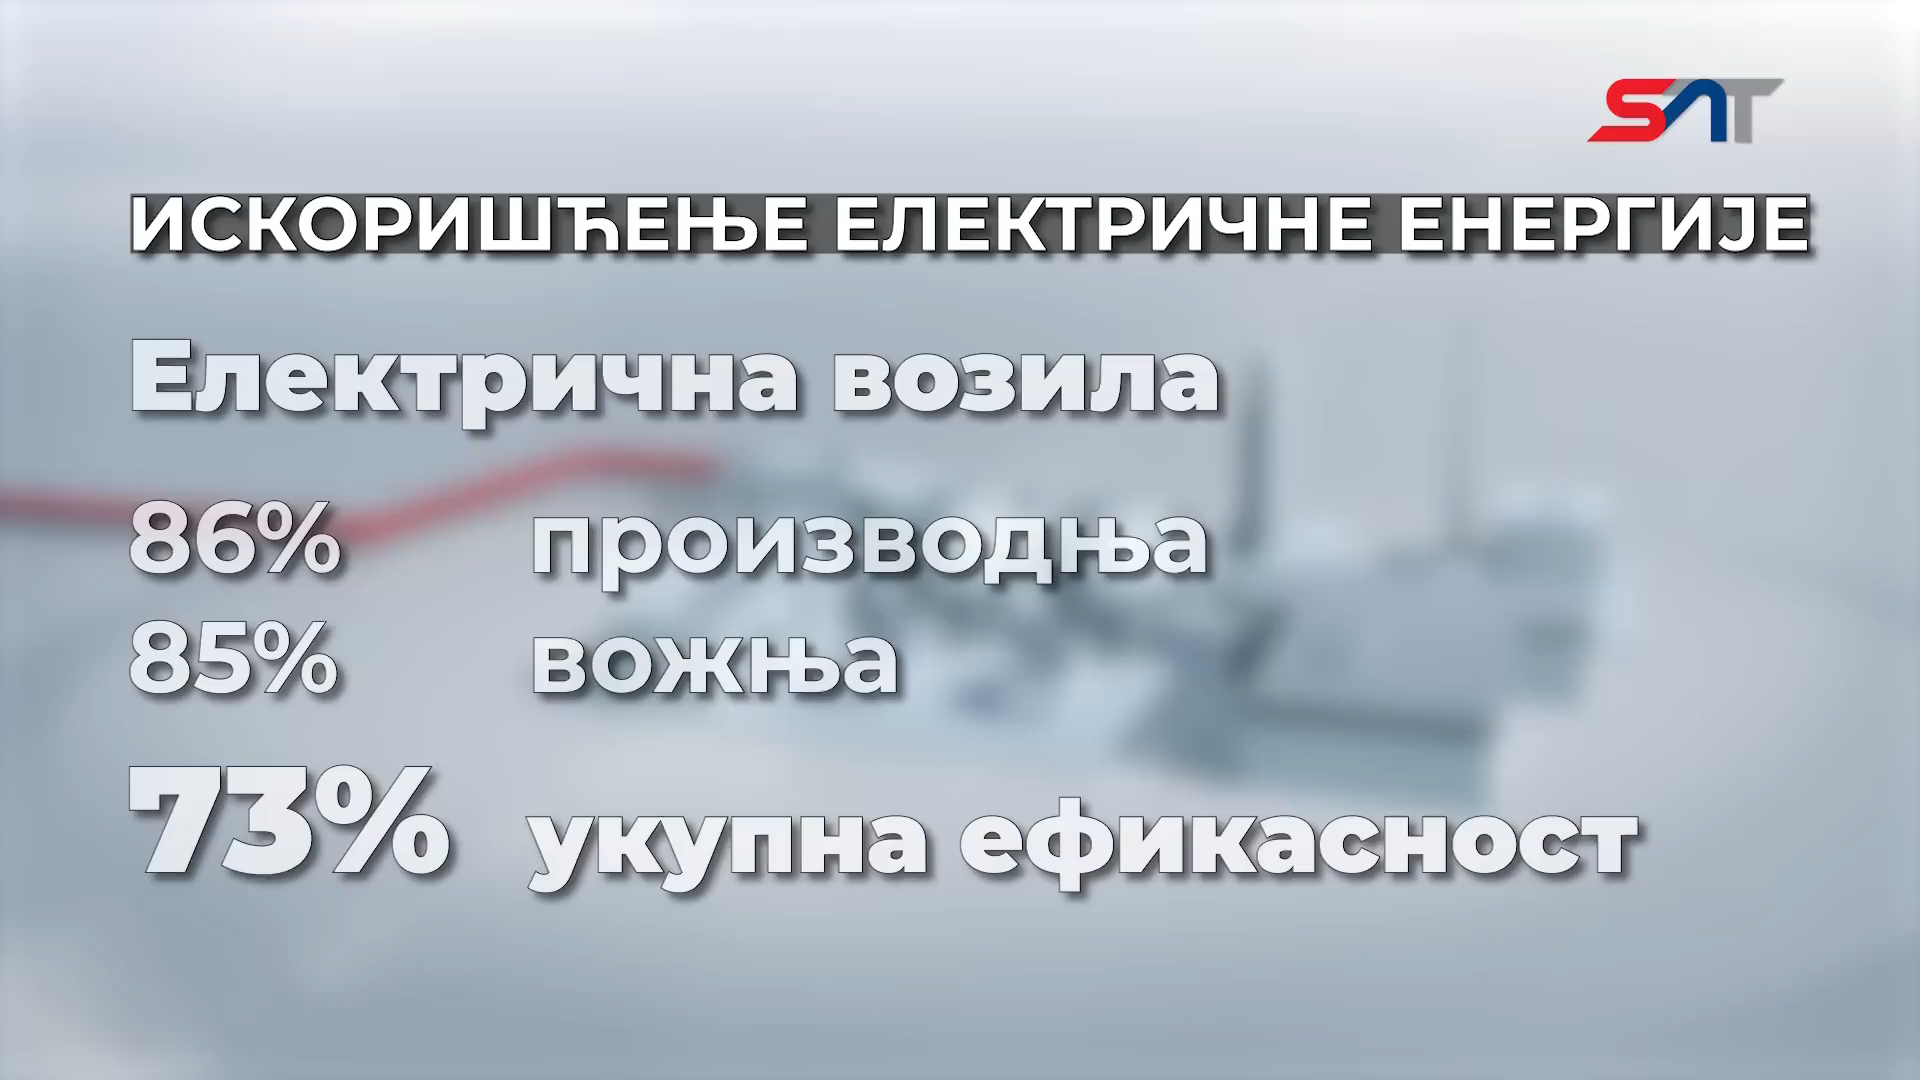 SAT
ИСКОРИШЋЕЊЕ ЕЛЕКТРИЧНЕ ЕНЕРГИЈЕ
Електрична возила
86% производња
85% вожња
73% укупна ефикасност